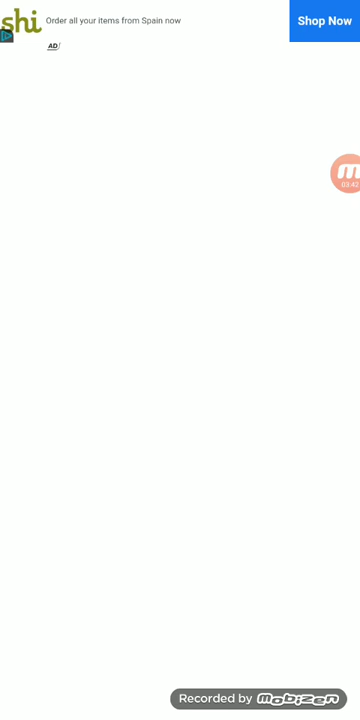 shi
Order all your items from Spain now
Shop Now
AD
03:42
Recorded by mobizen